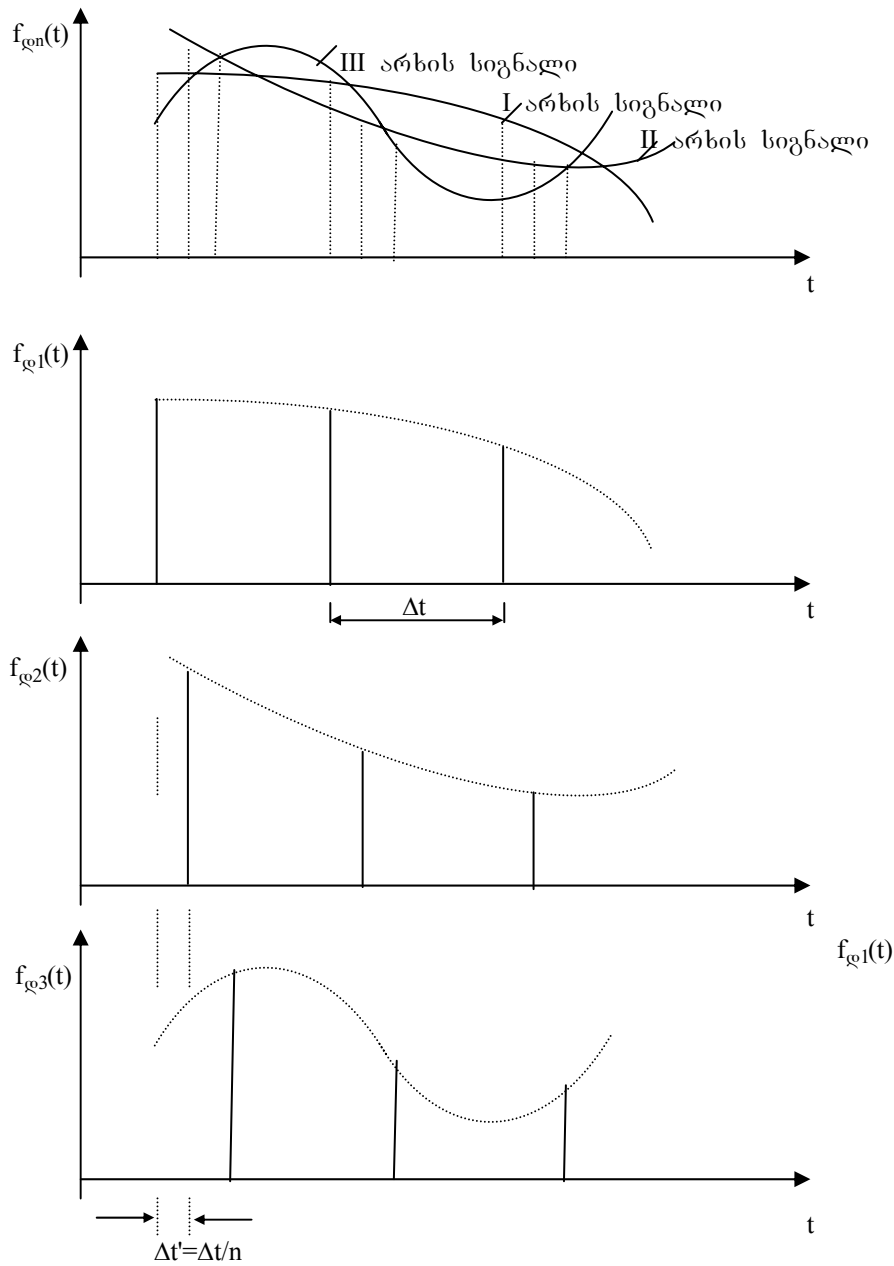 fდn(t)
III არხის სიგნალი
I არხის სიგნალი
II არხის სიგნალი
t
fდ1(t)
Δt
t
fდ2(t)
t
fდ1(t)
fდ3(t)
t
Δt'=Δt/n